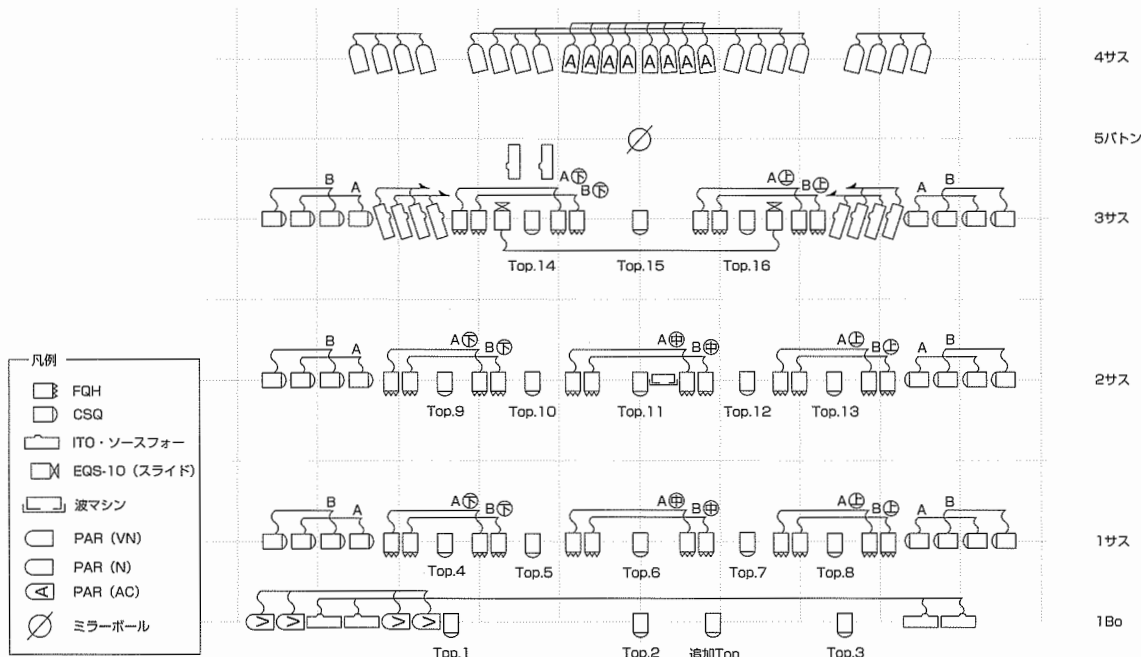 4サス
A A A A A A A A
5バトン
A下 A上
B A B下 B上 A B
3サス
Top.14 Top.15 Top.16
B A A下 B下 A中 B中 A上 B上 A B
2サス
Top.9 Top.10 Top.11 Top.12 Top.13
B A A下 B下 A中 B中 A上 B上 A B
1サス
Top.4 Top.5 Top.6 Top.7 Top.8
V V V V
1Bo
Top.1 Top.2 追加Top Top.3
凡例
FQH
CSQ
ITO・ソースフォー
EQS-10（スライド）
波マシン
PAR（VN）
PAR（N）
A PAR（AC）
ミラーボール